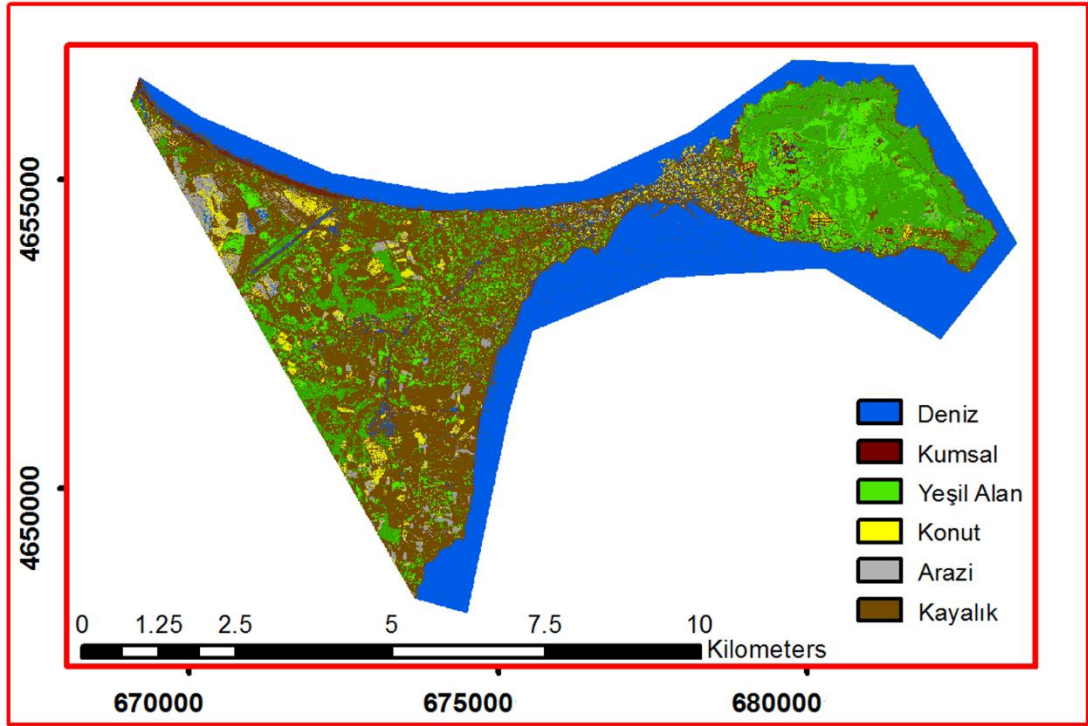 4655000
4650000
Deniz
Kumsal
Yeşil Alan
Konut
Arazi
Kayalık
0 1.25 2.5 5 7.5 10
Kilometers
670000 675000 680000